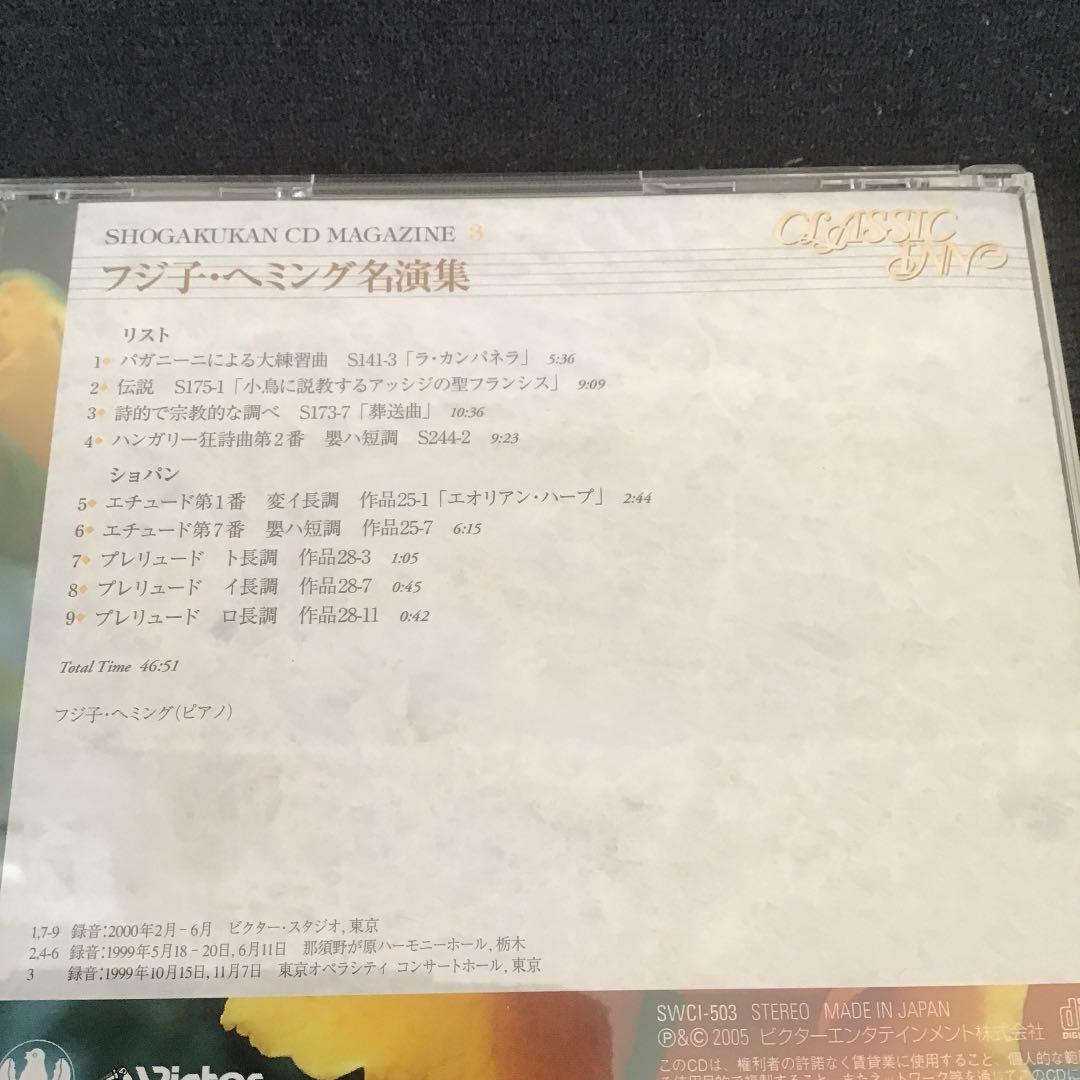 SHOGAKUKAN CD MAGAZINE 3
CLASSIC
フジ子・ヘミング名演集
リスト
1 パガニーニによる大練習曲 S141-3「ラ・カンパネラ」 5:36
2 伝説 S175-1「小鳥に説教するアッシジの聖フランシス」 9:09
3 詩的で宗教的な調べ S173-7「葬送曲」 10:36
4 ハンガリー狂詩曲第2番 嬰ハ短調 S244-2 9:23
ショパン
5 エチュード第1番 変イ長調 作品25-1「エオリアン・ハープ」 2:44
6 エチュード第7番 嬰ハ短調 作品25-7 6:15
7 プレリュード ト長調 作品28-3 1:05
8 プレリュード イ長調 作品28-7 0:45
9 プレリュード ロ長調 作品28-11 0:42
Total Time 46:51
フジ子・ヘミング(ピアノ)
1,7-9 録音:2000年2月−6月 ビクター・スタジオ,東京
2,4-6 録音:1999年5月18−20日,6月11日 那須野が原ハーモニーホール,栃木
3 録音:1999年10月15日,11月7日 東京オペラシティ コンサートホール,東京
SWCI-503 STEREO MADE IN JAPAN
Ⓟ&Ⓒ 2005 ビクターエンタテインメント株式会社
このCDは、権利者の許諾なく賃貸業に使用すること、個人的な範
Victor